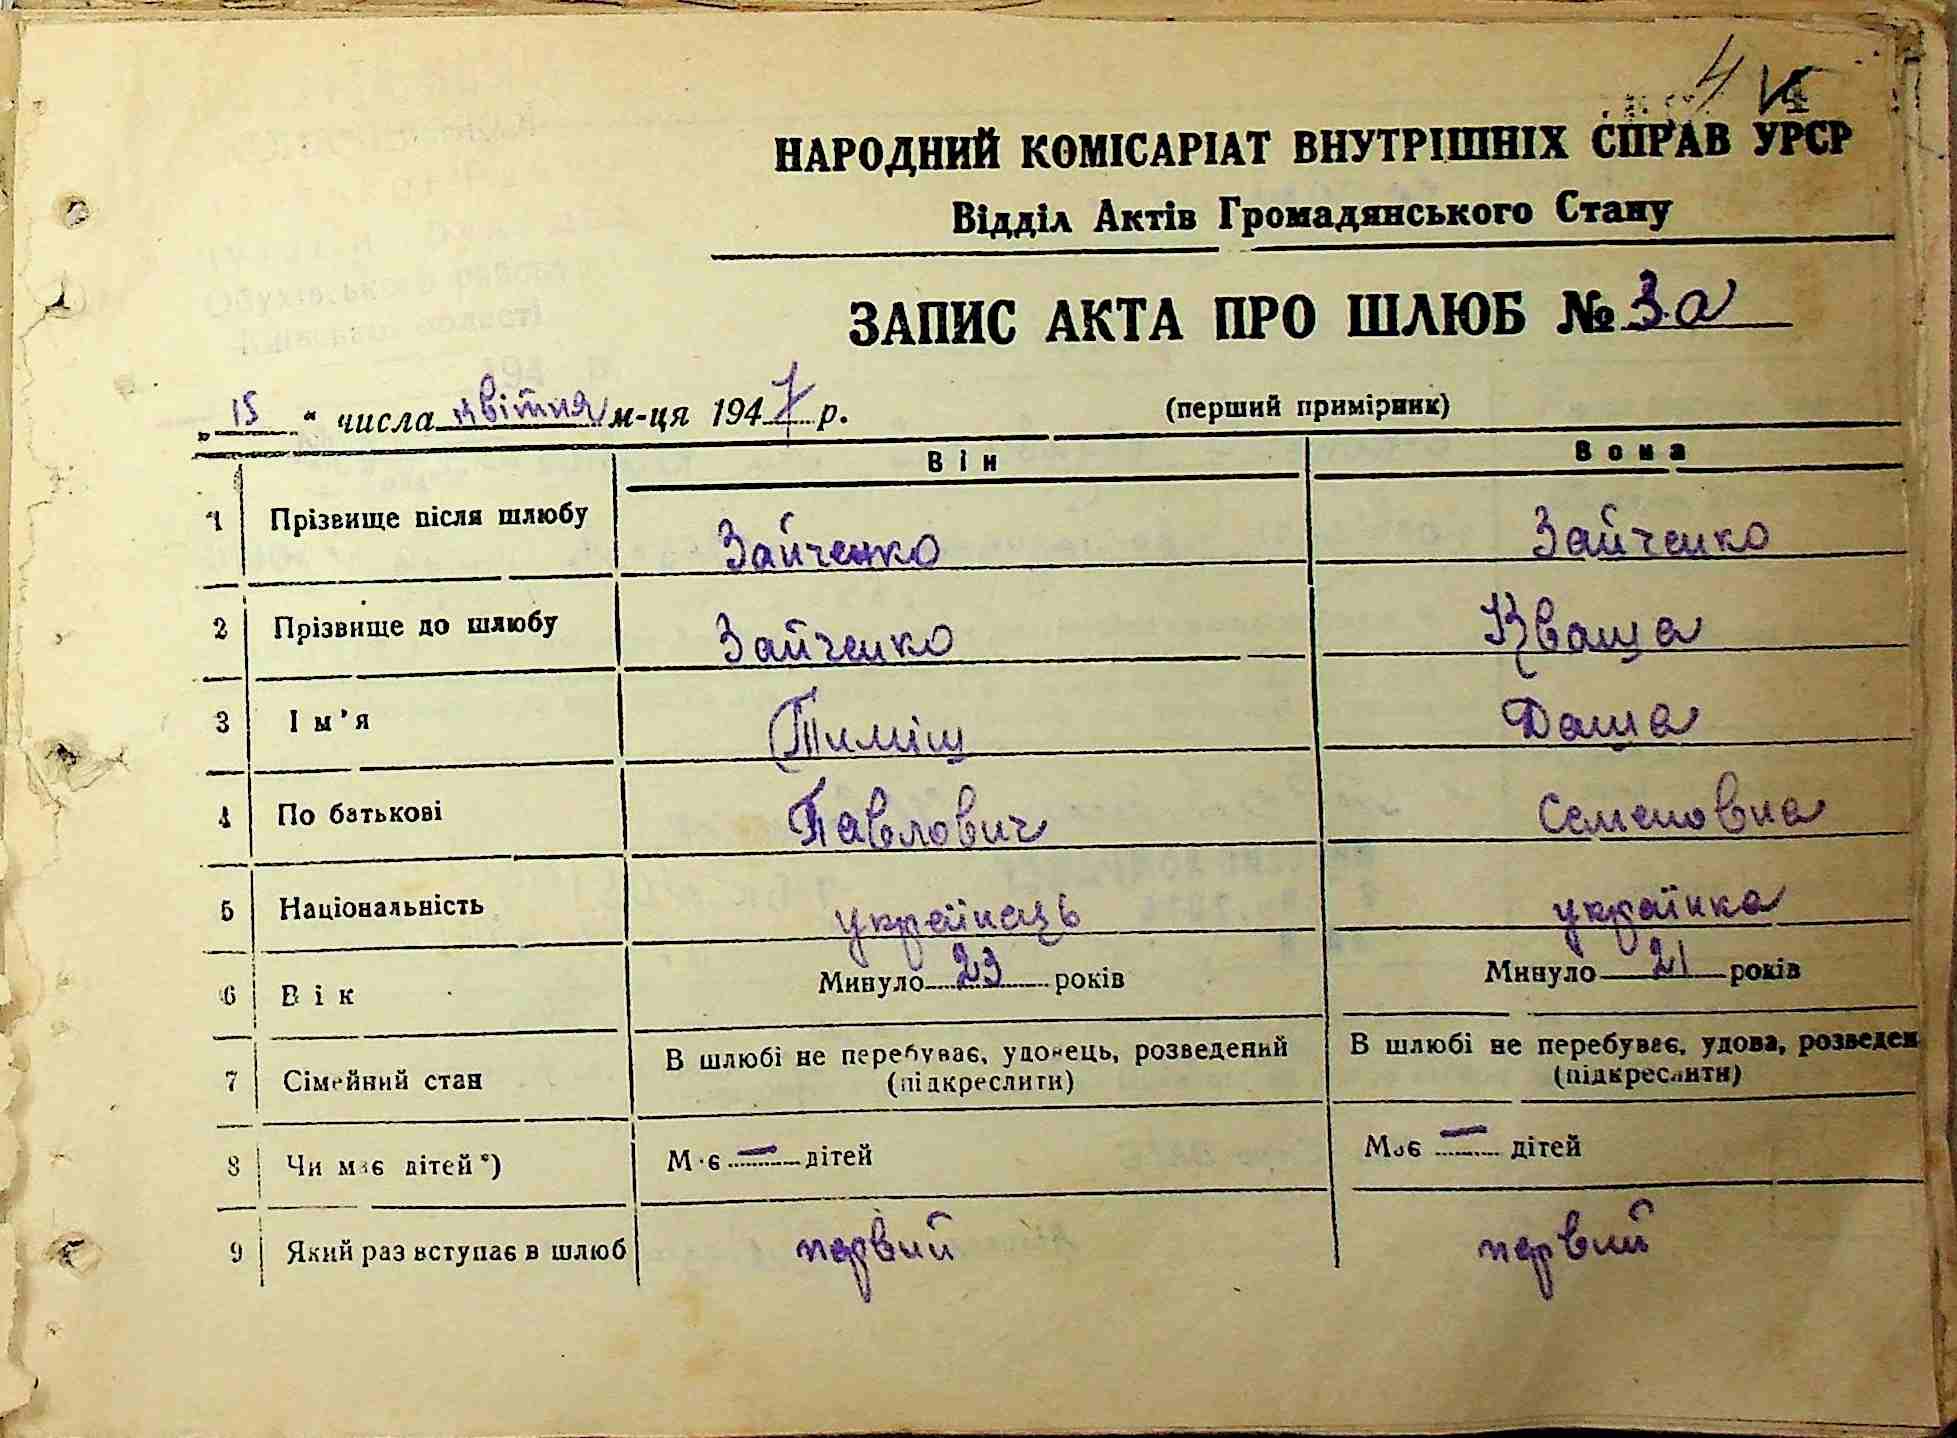 4
НАРОДНИЙ КОМІСАРІАТ ВНУТРІШНІХ СПРАВ УРСР
Відділ Актів Громадянського Стану
ЗАПИС АКТА ПРО ШЛЮБ № 3а
„ 15 “ числа квітня м-ця 1947 р. (перший примірник)
Він Вона
1 Прізвище після шлюбу Зайченко Зайченко
2 Прізвище до шлюбу Зайченко Кваша
3 Ім'я Тиміш Даша
4 По батькові Павлович Семеновна
5 Національність українець українка
6 Вік Минуло 23 років Минуло 21 років
7 Сімейний стан В шлюбі не перебуває, удовець, розведений (підкреслити) В шлюбі не перебуває, удова, розведен (підкреслити)
8 Чи має дітей*) Має — дітей Має — дітей
9 Який раз вступає в шлюб первий первий